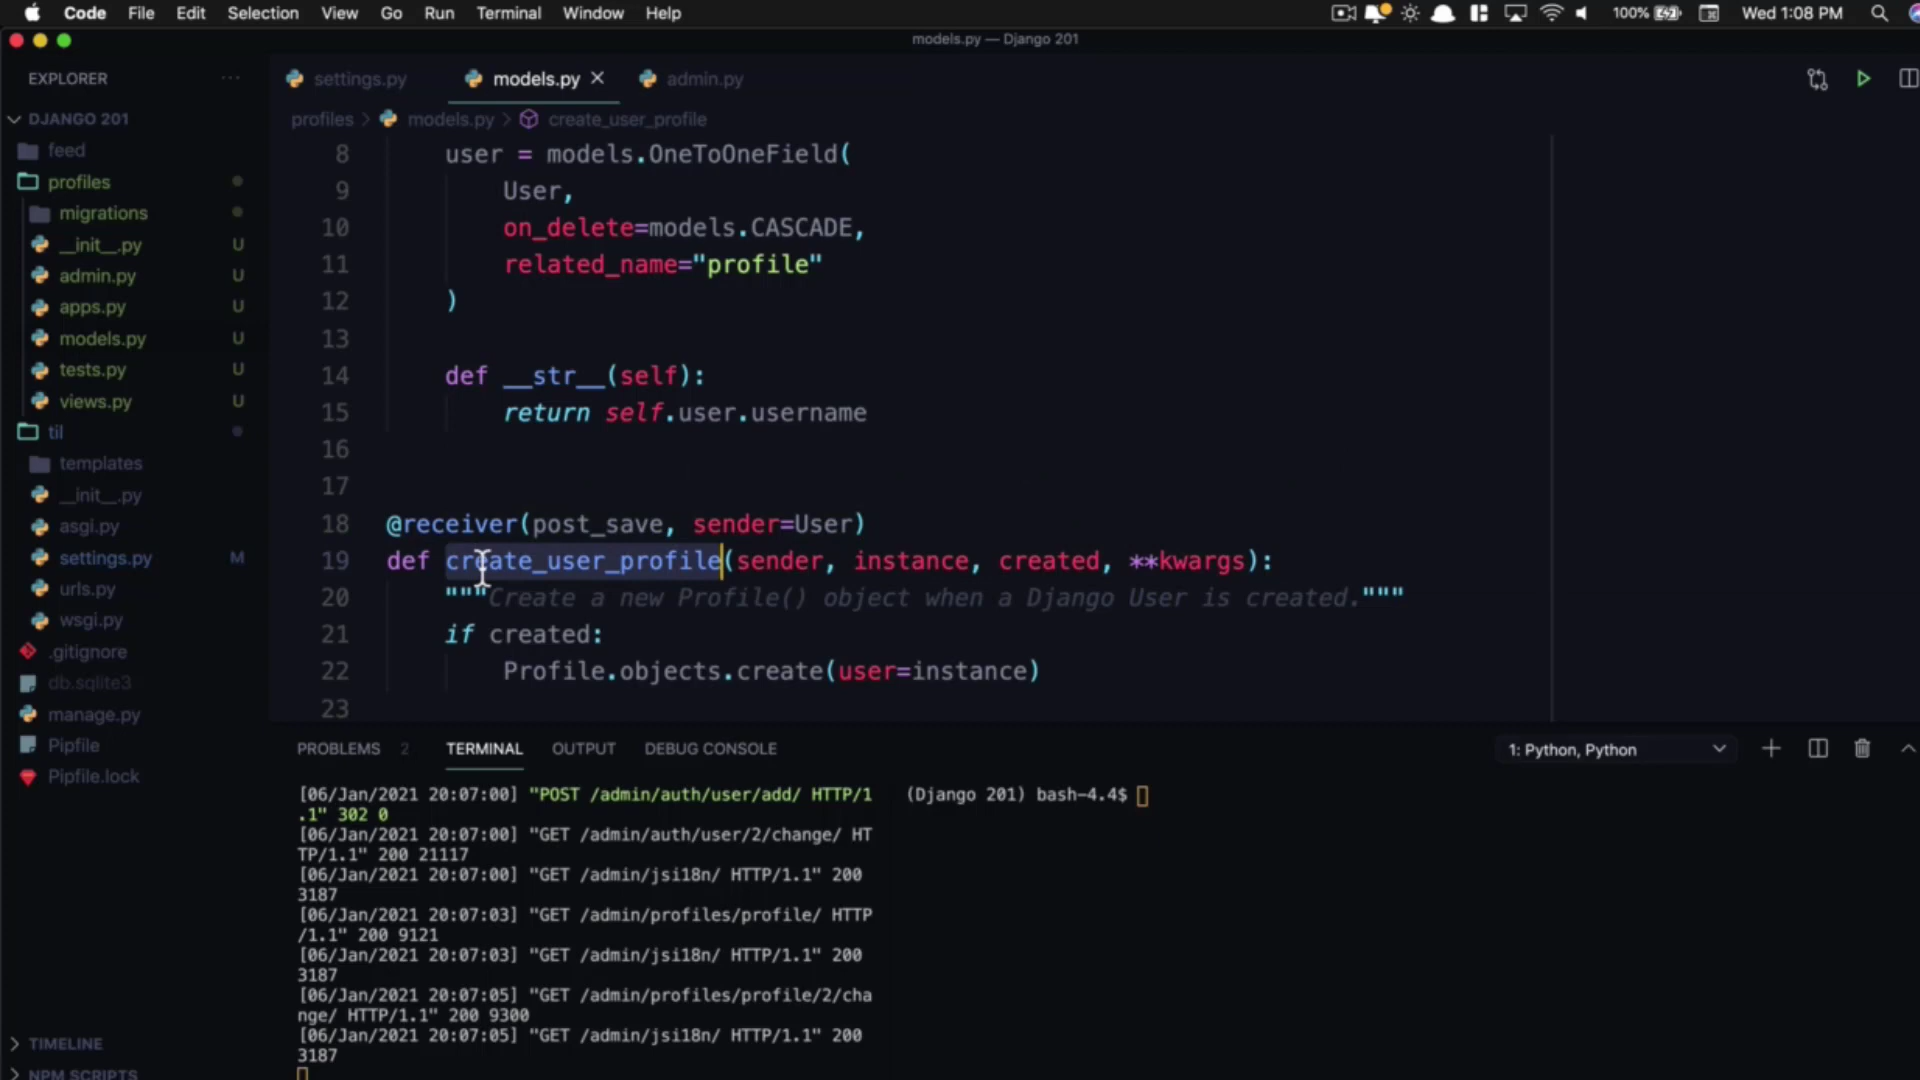 Code File Edit Selection View Go Run Terminal Window Help 100% Wed 1:08 PM
models.py — Django 201
EXPLORER ...
DJANGO 201
feed
profiles
migrations
__init__.py U
admin.py U
apps.py U
models.py U
tests.py U
views.py U
til
templates
__init__.py
asgi.py
settings.py M
urls.py
wsgi.py
.gitignore
db.sqlite3
manage.py
Pipfile
Pipfile.lock
TIMELINE
NPM SCRIPTS
settings.py models.py admin.py
profiles > models.py > create_user_profile
8 user = models.OneToOneField(
9 User,
10 on_delete=models.CASCADE,
11 related_name="profile"
12 )
13
14 def __str__(self):
15 return self.user.username
16
17
18 @receiver(post_save, sender=User)
19 def create_user_profile(sender, instance, created, **kwargs):
20 """Create a new Profile() object when a Django User is created."""
21 if created:
22 Profile.objects.create(user=instance)
23
PROBLEMS 2 TERMINAL OUTPUT DEBUG CONSOLE 1: Python, Python
[06/Jan/2021 20:07:00] "POST /admin/auth/user/add/ HTTP/1
.1" 302 0
[06/Jan/2021 20:07:00] "GET /admin/auth/user/2/change/ HT
TP/1.1" 200 21117
[06/Jan/2021 20:07:00] "GET /admin/jsi18n/ HTTP/1.1" 200
3187
[06/Jan/2021 20:07:03] "GET /admin/profiles/profile/ HTTP
/1.1" 200 9121
[06/Jan/2021 20:07:03] "GET /admin/jsi18n/ HTTP/1.1" 200
3187
[06/Jan/2021 20:07:05] "GET /admin/profiles/profile/2/cha
nge/ HTTP/1.1" 200 9300
[06/Jan/2021 20:07:05] "GET /admin/jsi18n/ HTTP/1.1" 200
3187
(Django 201) bash-4.4$